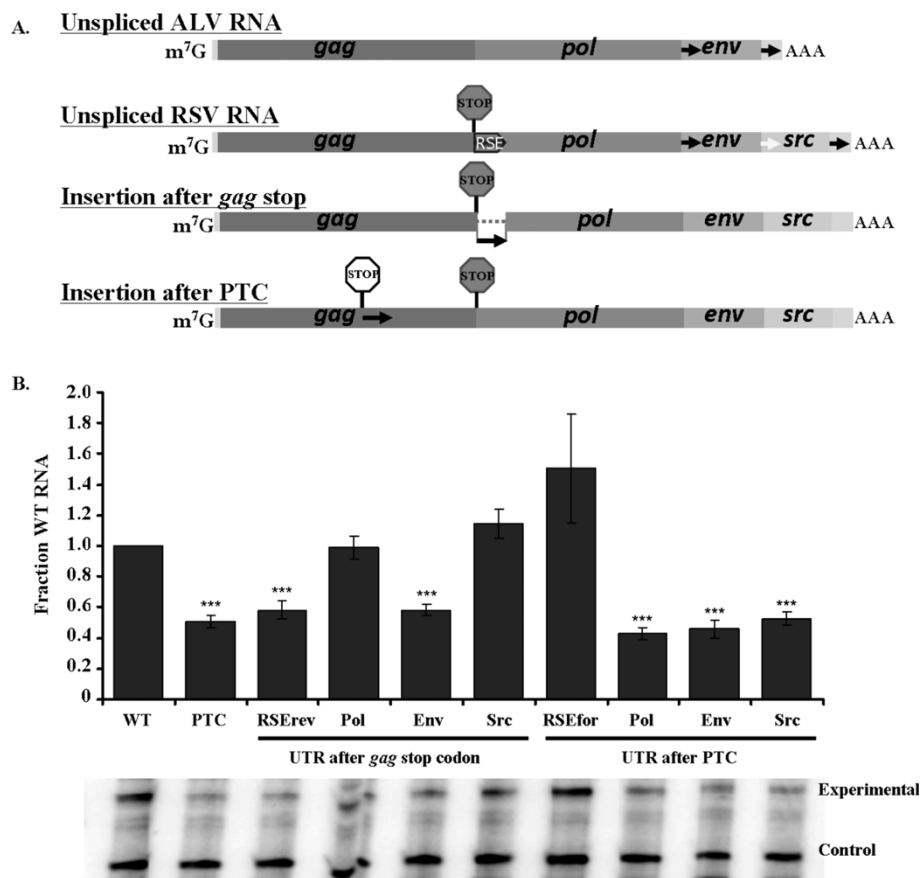 A.
Unspliced ALV RNA
m⁷G gag pol env AAA
STOP
Unspliced RSV RNA
m⁷G gag RSE pol env src AAA
STOP
Insertion after gag stop
m⁷G gag pol env src AAA
STOP STOP
Insertion after PTC
m⁷G gag pol env src AAA
B.
Fraction WT RNA
2.0
1.8
1.6
1.4
1.2
1.0
0.8
0.6
0.4
0.2
0
*** *** *** *** *** ***
WT PTC RSErev Pol Env Src RSEfor Pol Env Src
UTR after gag stop codon UTR after PTC
Experimental
Control